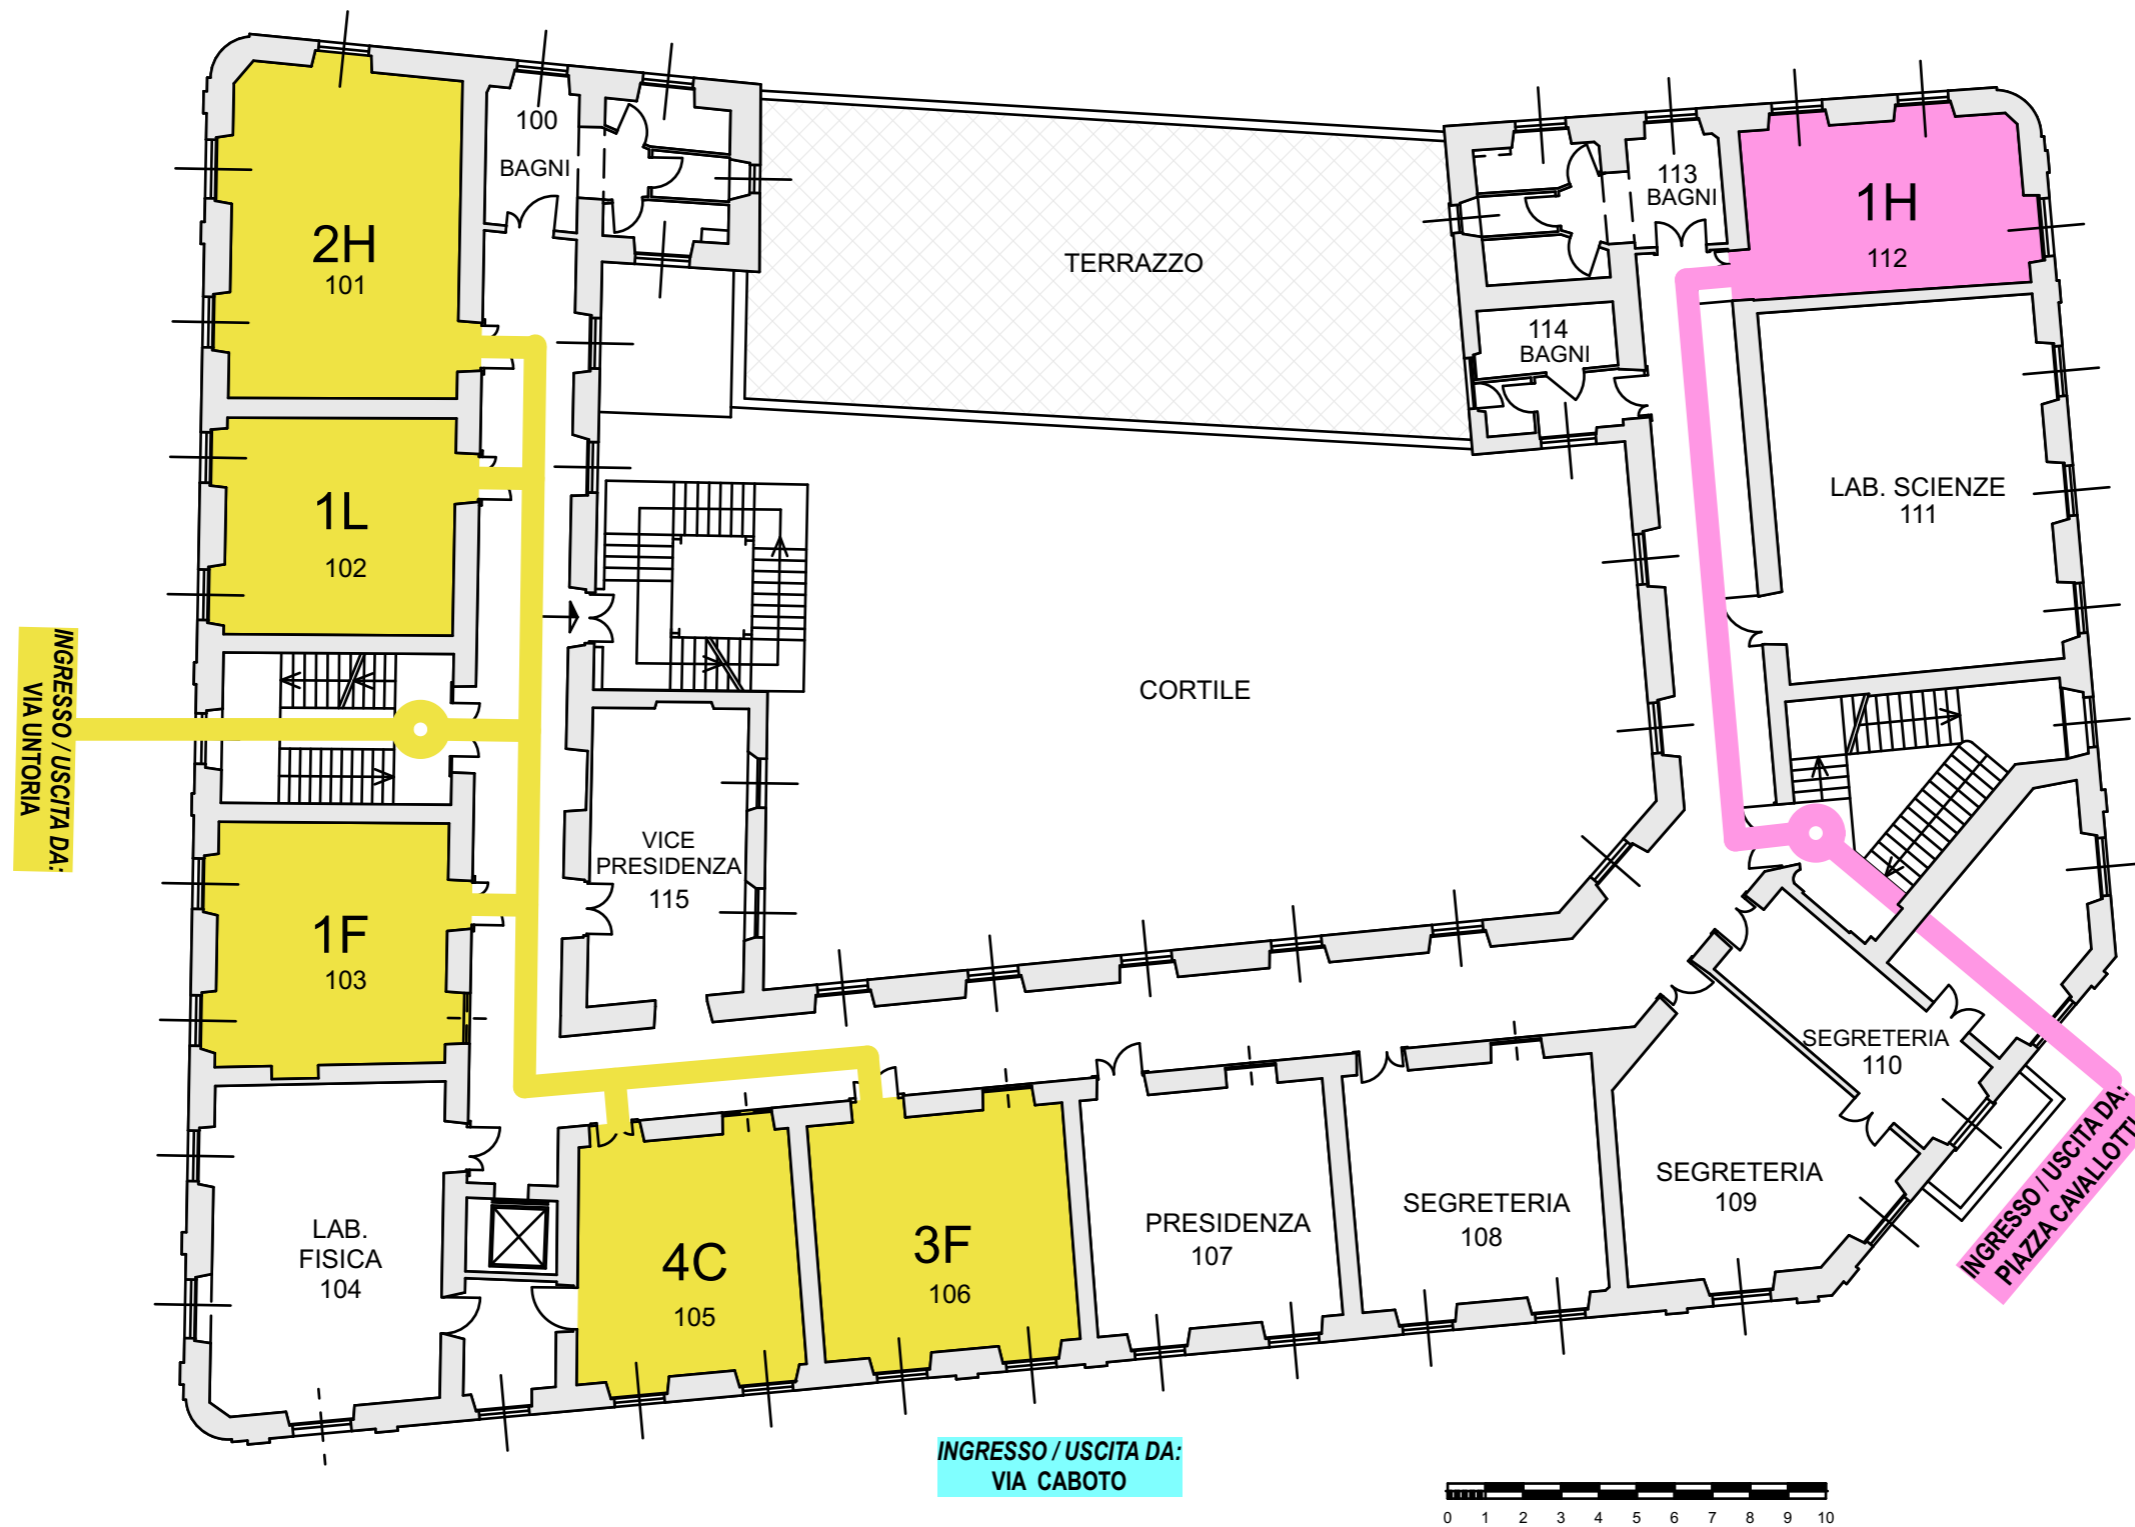 100
BAGNI
2H
101
1L
102
INGRESSO / USCITA DA:
VIA UNTORIA
1F
103
LAB.
FISICA
104
4C
105
3F
106
VICE
PRESIDENZA
115
TERRAZZO
CORTILE
113
BAGNI
114
BAGNI
1H
112
LAB. SCIENZE
111
PRESIDENZA
107
SEGRETERIA
108
SEGRETERIA
109
SEGRETERIA
110
INGRESSO / USCITA DA:
PIAZZA CAVALLOTTI
INGRESSO / USCITA DA:
VIA CABOTO
0 1 2 3 4 5 6 7 8 9 10